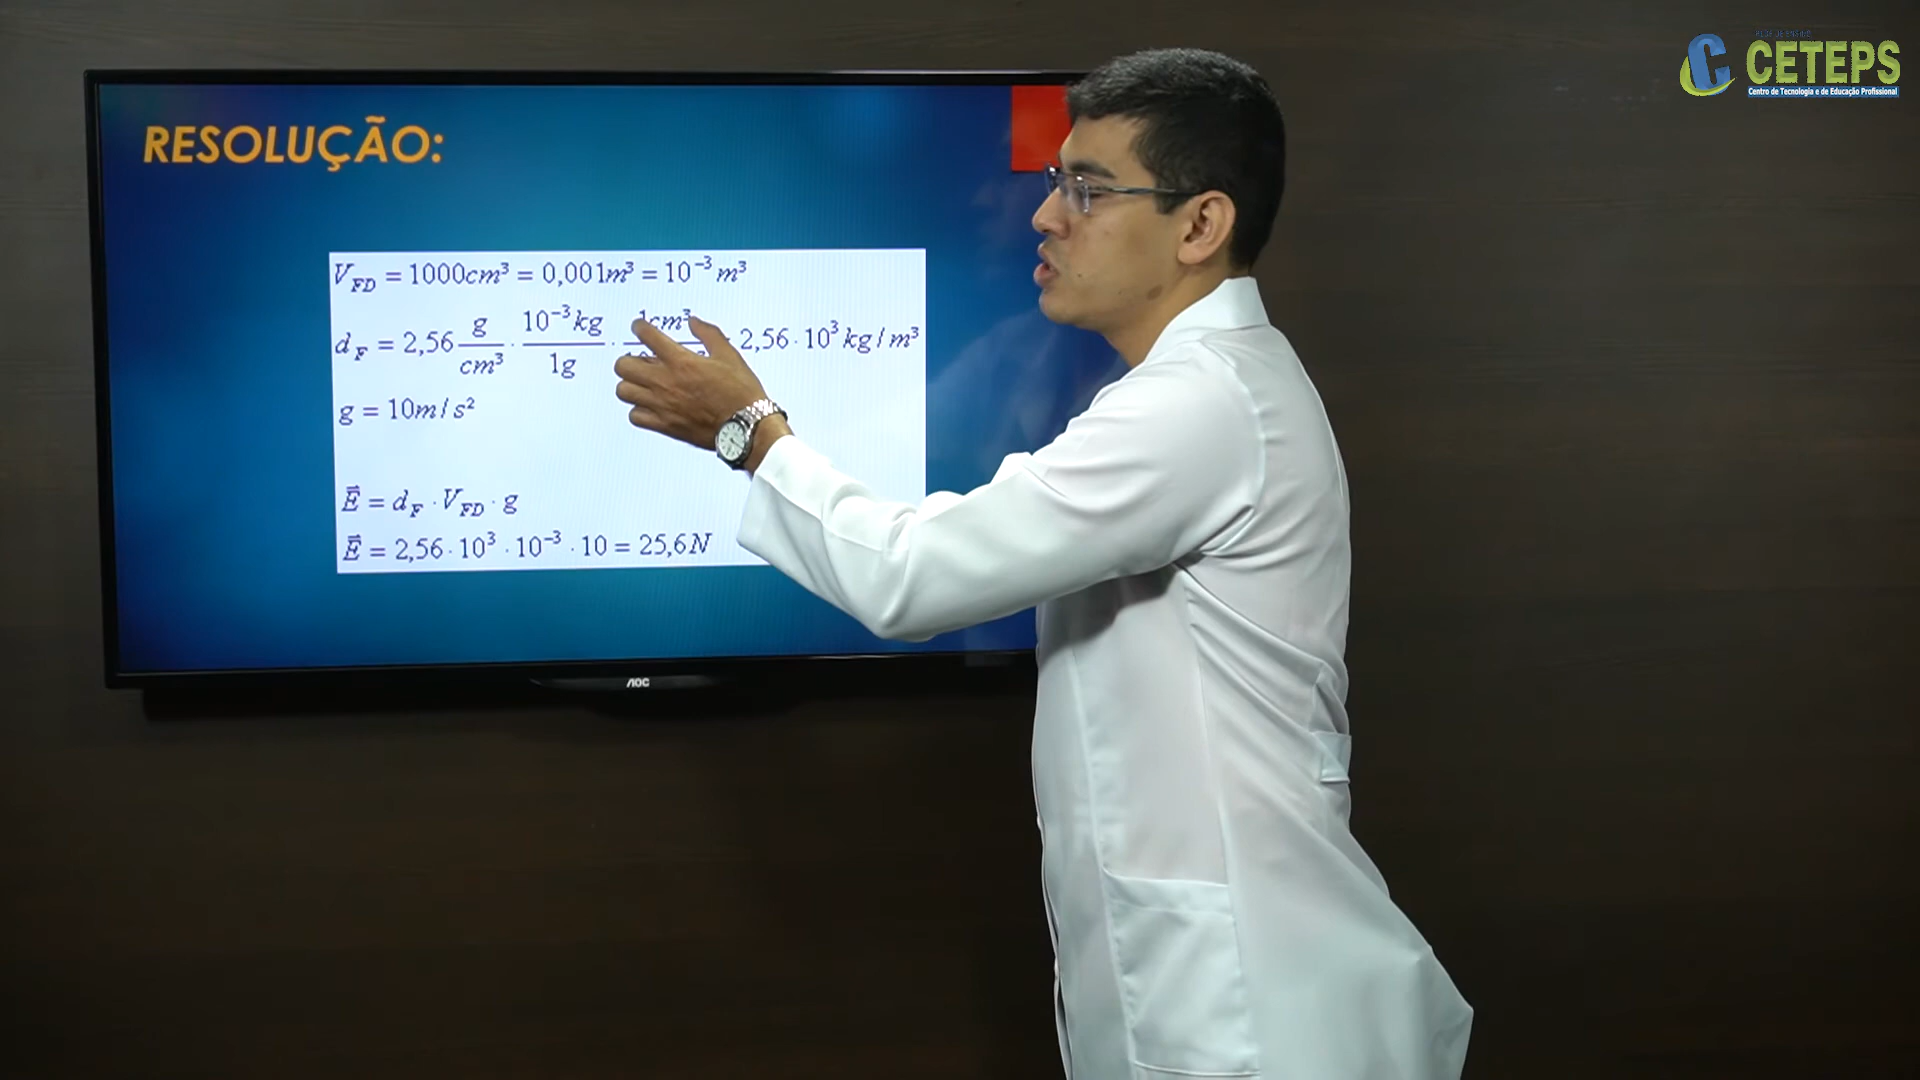 CETEPS
Centro de Tecnologia e de Educação Profissional
RESOLUÇÃO:
V_FD = 1000cm³ = 0,001m³ = 10⁻³ m³
d_F = 2,56 g/cm³ · 10⁻³kg/1g · 1cm³ 2,56 · 10³ kg / m³
g = 10m / s²
E⃗ = d_F · V_FD · g
E⃗ = 2,56 · 10³ · 10⁻³ · 10 = 25,6N
AOC